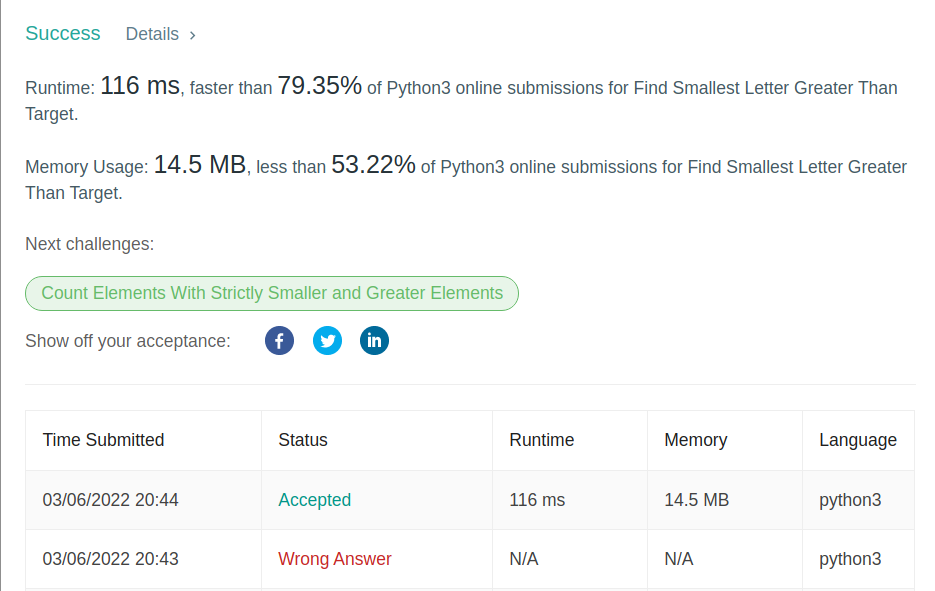 Success Details >
Runtime: 116 ms, faster than 79.35% of Python3 online submissions for Find Smallest Letter Greater Than
Target.
Memory Usage: 14.5 MB, less than 53.22% of Python3 online submissions for Find Smallest Letter Greater
Than Target.
Next challenges:
Count Elements With Strictly Smaller and Greater Elements
Show off your acceptance: f in
Time Submitted Status Runtime Memory Language
03/06/2022 20:44 Accepted 116 ms 14.5 MB python3
03/06/2022 20:43 Wrong Answer N/A N/A python3